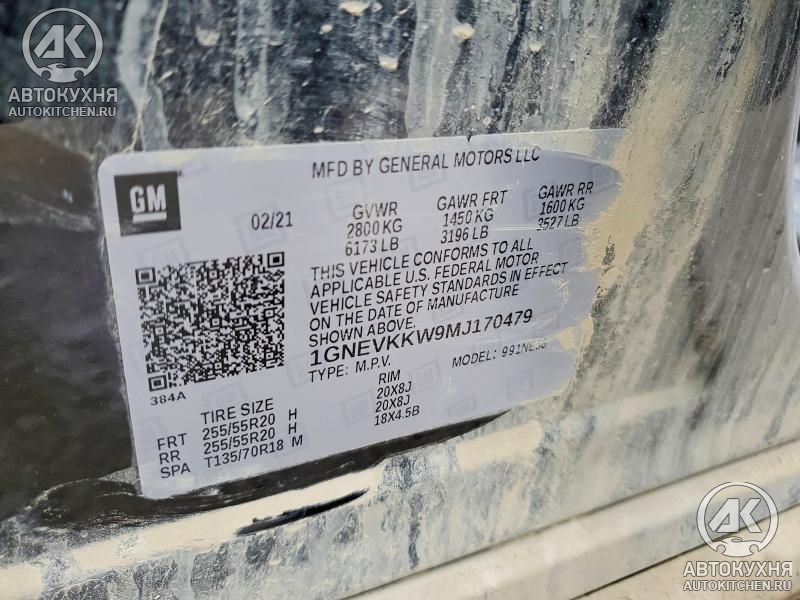 АК
АВТОКУХНЯ
AUTOKITCHEN.RU
MFD BY GENERAL MOTORS LLC
GM
02/21
GVWR GAWR FRT GAWR RR
2800 KG 1450 KG 1600 KG
6173 LB 3196 LB 3527 LB
THIS VEHICLE CONFORMS TO ALL
APPLICABLE U.S. FEDERAL MOTOR
VEHICLE SAFETY STANDARDS IN EFFECT
ON THE DATE OF MANUFACTURE
SHOWN ABOVE.
1GNEVKKW9MJ170479
TYPE: M.P.V. MODEL:
384A
TIRE SIZE RIM
FRT 255/55R20 H 20X8J
RR 255/55R20 H 20X8J
SPA T135/70R18 M 18X4.5B
АК
АВТОКУХНЯ
AUTOKITCHEN.RU